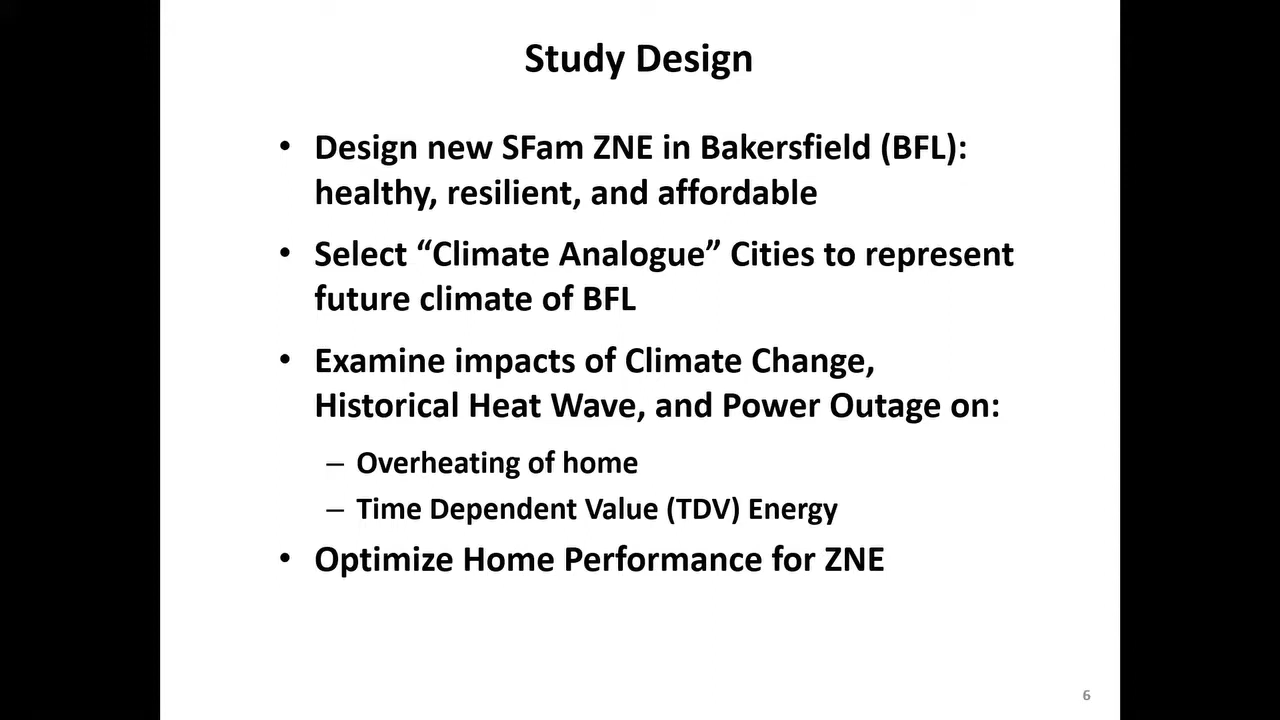 Study Design
• Design new SFam ZNE in Bakersfield (BFL):
healthy, resilient, and affordable
• Select “Climate Analogue” Cities to represent
future climate of BFL
• Examine impacts of Climate Change,
Historical Heat Wave, and Power Outage on:
– Overheating of home
– Time Dependent Value (TDV) Energy
• Optimize Home Performance for ZNE
6